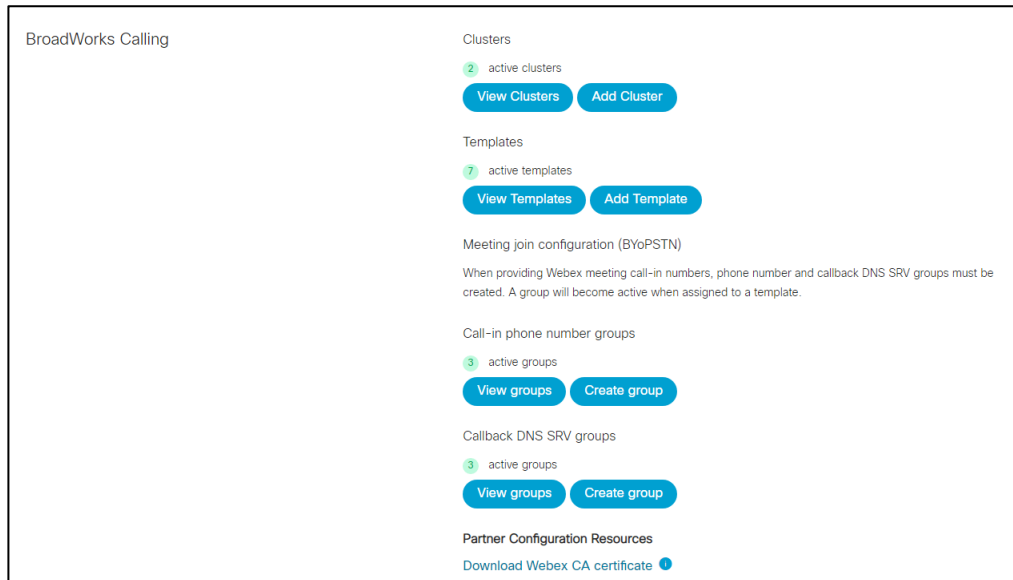 BroadWorks Calling
Clusters
2 active clusters
View Clusters Add Cluster
Templates
7 active templates
View Templates Add Template
Meeting join configuration (BYoPSTN)
When providing Webex meeting call-in numbers, phone number and callback DNS SRV groups must be
created. A group will become active when assigned to a template.
Call-in phone number groups
3 active groups
View groups Create group
Callback DNS SRV groups
3 active groups
View groups Create group
Partner Configuration Resources
Download Webex CA certificate i